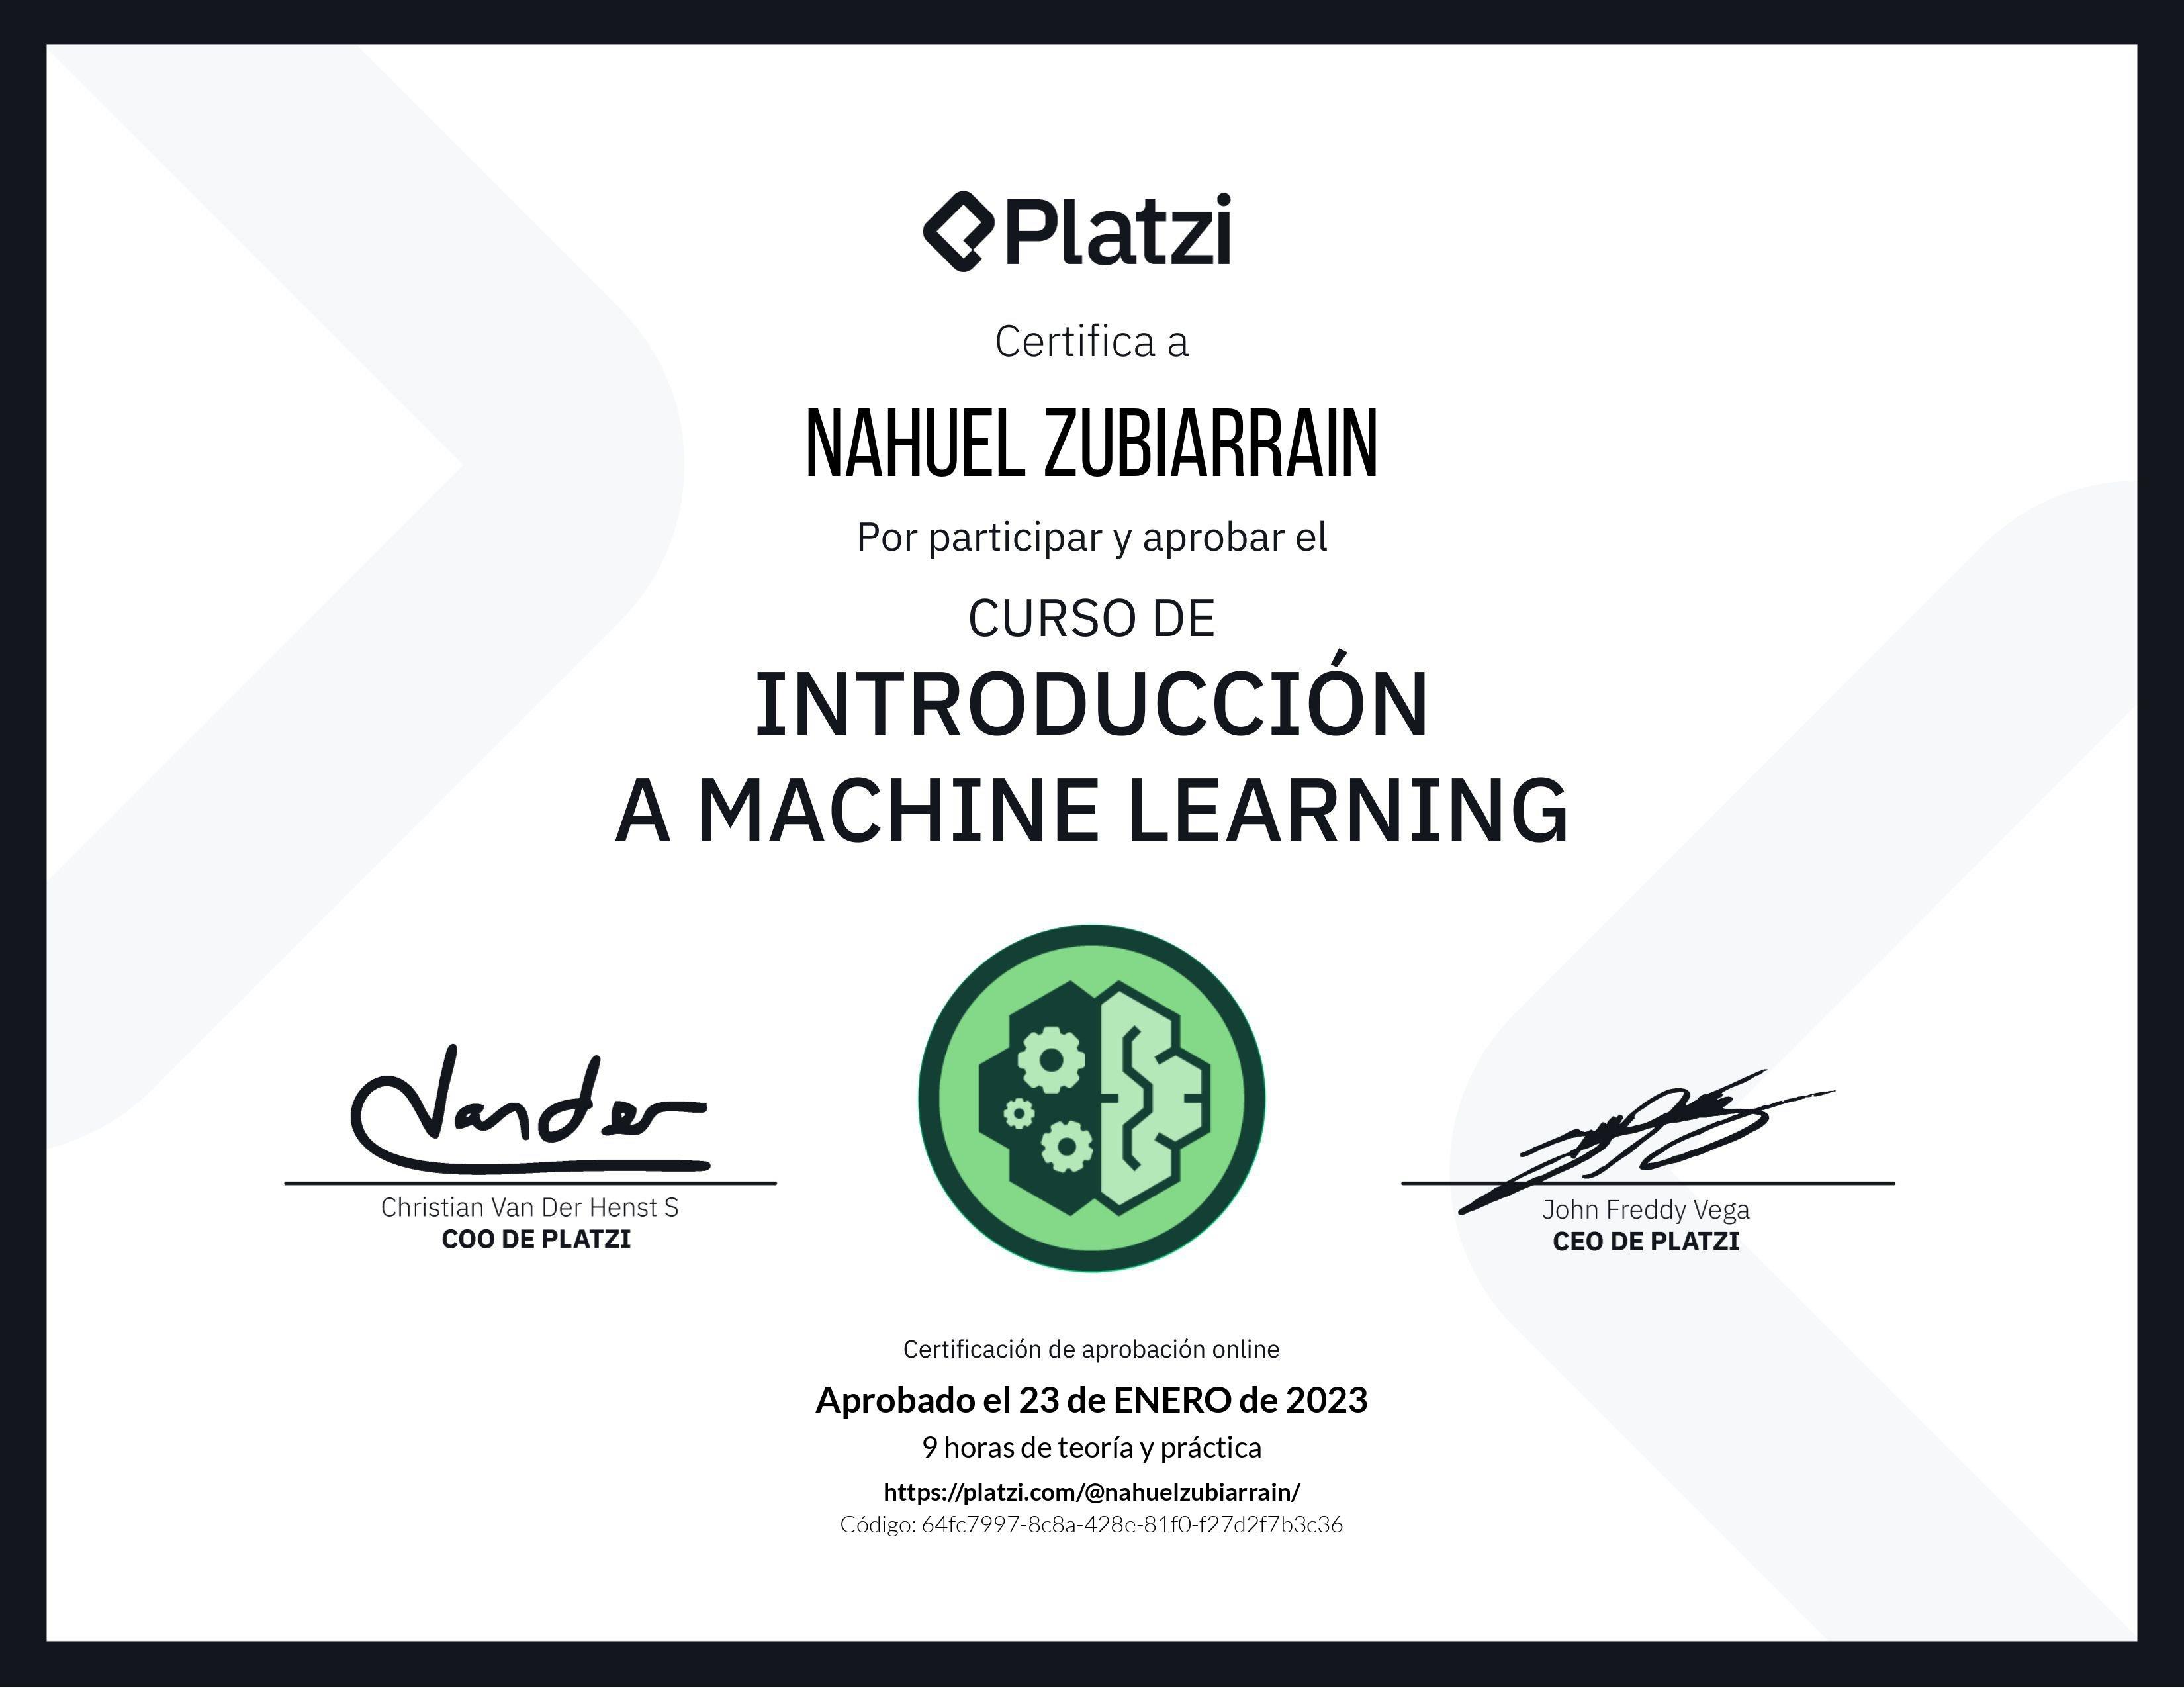 Platzi
Certifica a
NAHUEL ZUBIARRAIN
Por participar y aprobar el
CURSO DE
INTRODUCCIÓN
A MACHINE LEARNING
Vander
Christian Van Der Henst S
COO DE PLATZI
John Freddy Vega
CEO DE PLATZI
Certificación de aprobación online
Aprobado el 23 de ENERO de 2023
9 horas de teoría y práctica
https://platzi.com/@nahuelzubiarrain/
Código: 64fc7997-8c8a-428e-81f0-f27d2f7b3c36